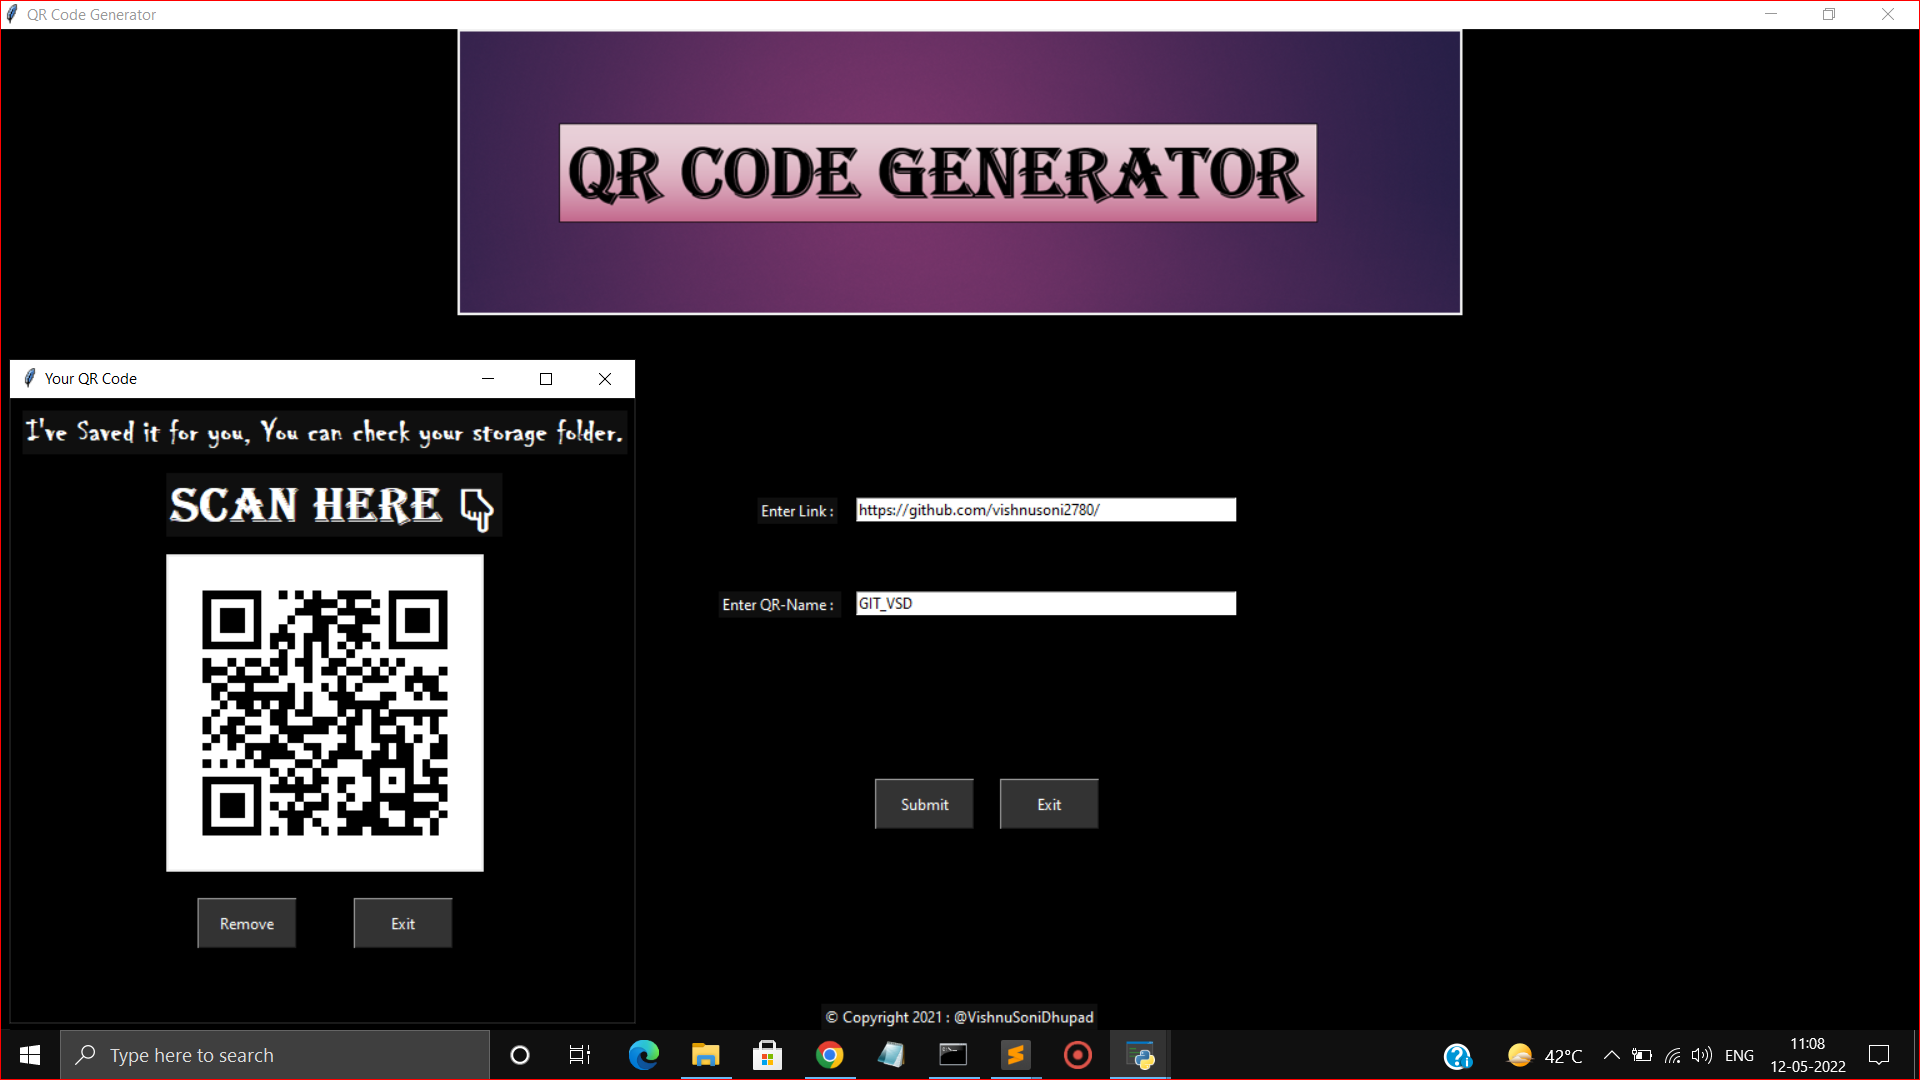 QR Code Generator
QR CODE GENERATOR
Your QR Code
I've Saved it for you, You can check your storage folder.
SCAN HERE 👇
Remove
Exit
Enter Link :
https://github.com/vishnusoni2780/
Enter QR-Name :
GIT_VSD
Submit
Exit
© Copyright 2021 : @VishnuSoniDhupad
Type here to search
42°C
ENG
11:08
12-05-2022